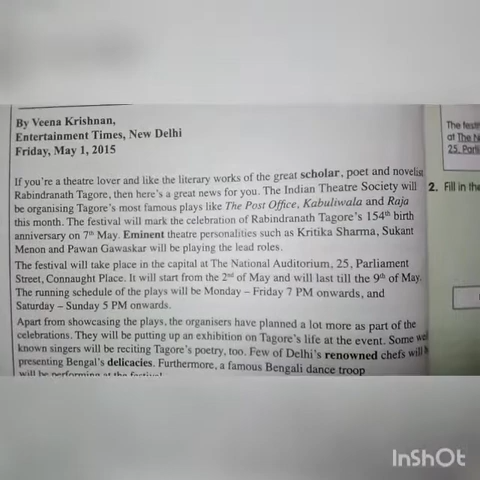 By Veena Krishnan,
Entertainment Times, New Delhi
Friday, May 1, 2015
If you're a theatre lover and like the literary works of the great scholar, poet and novelist
Rabindranath Tagore, then here's a great news for you. The Indian Theatre Society will
be organising Tagore's most famous plays like The Post Office, Kabuliwala and Raja
this month. The festival will mark the celebration of Rabindranath Tagore's 154th birth
anniversary on 7th May. Eminent theatre personalities such as Kritika Sharma, Sukant
Menon and Pawan Gawaskar will be playing the lead roles.
The festival will take place in the capital at The National Auditorium, 25, Parliament
Street, Connaught Place. It will start from the 2nd of May and will last till the 9th of May.
The running schedule of the plays will be Monday – Friday 7 PM onwards, and
Saturday – Sunday 5 PM onwards.
Apart from showcasing the plays, the organisers have planned a lot more as part of the
celebrations. They will be putting up an exhibition on Tagore's life at the event. Some
known singers will be reciting Tagore's poetry, too. Few of Delhi's renowned chefs will
presenting Bengal's delicacies. Furthermore, a famous Bengali dance troop
will be performing at the festival
The
at The
25,
2. Fill in the
InShOt